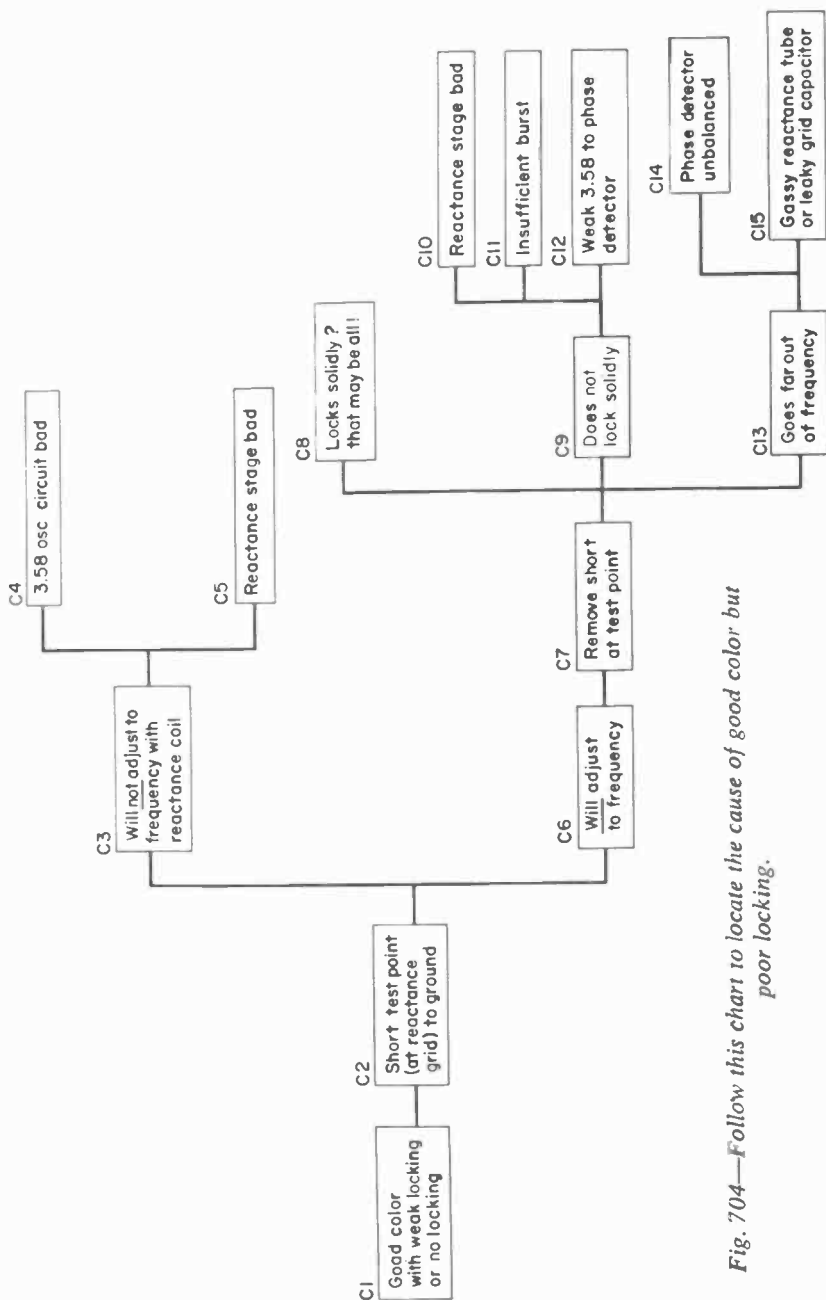 C1
Good color
with weak locking
or no locking
C2
Short test point
(at reactance
grid) to ground
C3
Will not adjust to
frequency with
reactance coil
C4
3.58 osc circuit bad
C5
Reactance stage bad
C6
Will adjust
to frequency
C7
Remove short
at test point
C8
Locks solidly?
that may be all!
C9
Does not
lock solidly
C10
Reactance stage bad
C11
Insufficient burst
C12
Weak 3.58 to phase
detector
C13
Goes far out
of frequency
C14
Phase detector
unbalanced
C15
Gassy reactance tube
or leaky grid capacitor
Fig. 704—Follow this chart to locate the cause of good color but
poor locking.